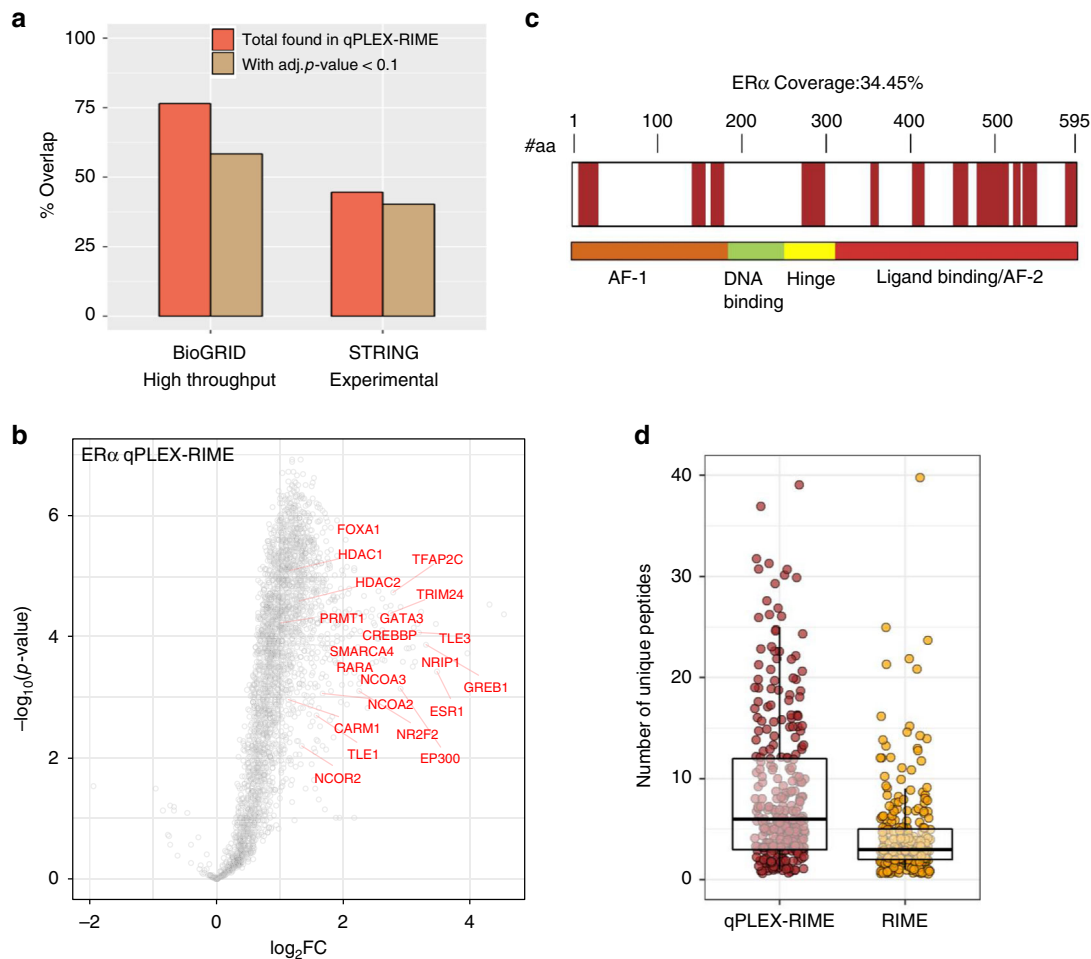 a
100
75
50
25
0
% Overlap
Total found in qPLEX-RIME
With adj.p-value < 0.1
BioGRID
High throughput
STRING
Experimental
c
ERα Coverage:34.45%
#aa
1 100 200 300 400 500 595
AF-1
DNA
binding
Hinge
Ligand binding/AF-2
b
ERα qPLEX-RIME
–log10(p-value)
6
4
2
0
FOXA1
HDAC1
TFAP2C
HDAC2
TRIM24
PRMT1
GATA3
CREBBP
TLE3
SMARCA4
NRIP1
RARA
NCOA3
GREB1
NCOA2
ESR1
CARM1
NR2F2
TLE1
EP300
NCOR2
–2 0 2 4
log2FC
d
Number of unique peptides
40
30
20
10
0
qPLEX-RIME
RIME